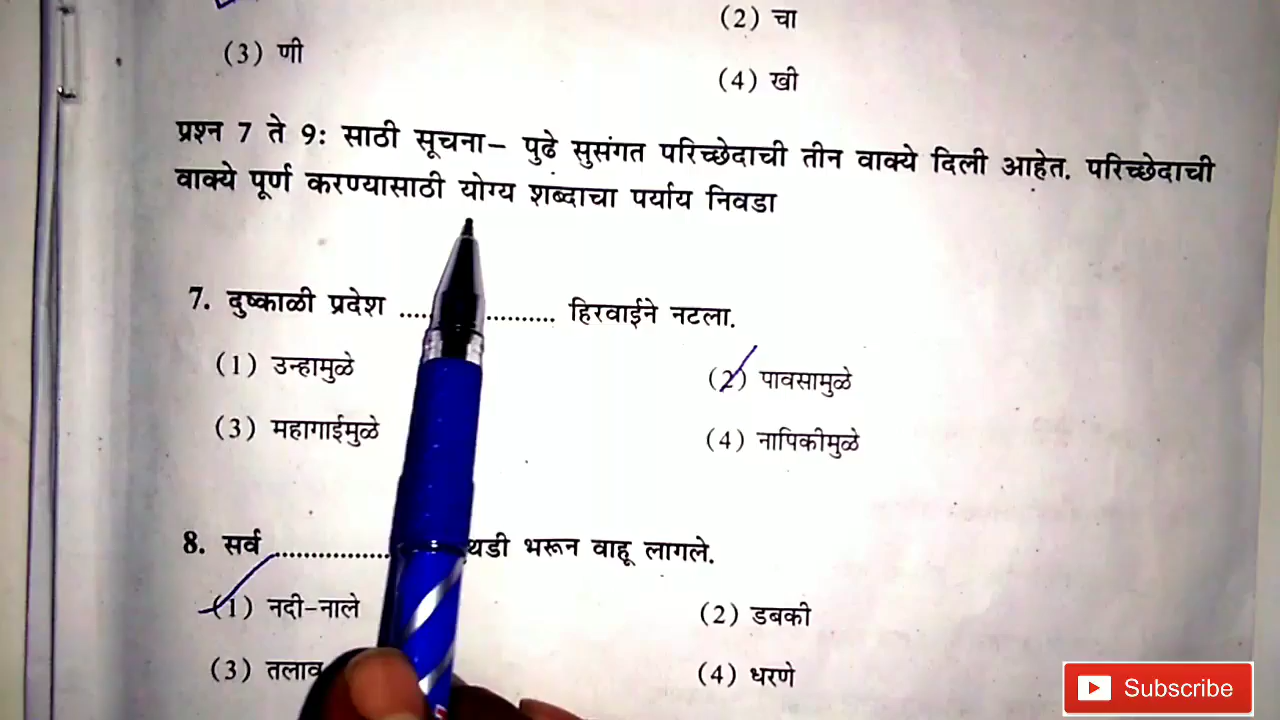 (2) चा
(3) णी
(4) खी
प्रश्न 7 ते 9: साठी सूचना– पुढे सुसंगत परिच्छेदाची तीन वाक्ये दिली आहेत. परिच्छेदाची
वाक्ये पूर्ण करण्यासाठी योग्य शब्दाचा पर्याय निवडा
7. दुष्काळी प्रदेश .................. हिरवाईने नटला.
(1) उन्हामुळे
(2) पावसामुळे
(3) महागाईमुळे
(4) नापिकीमुळे
8. सर्व ................ भरून वाहू लागले.
(1) नदी-नाले
(2) डबकी
(3) तलाव
(4) धरणे
Subscribe